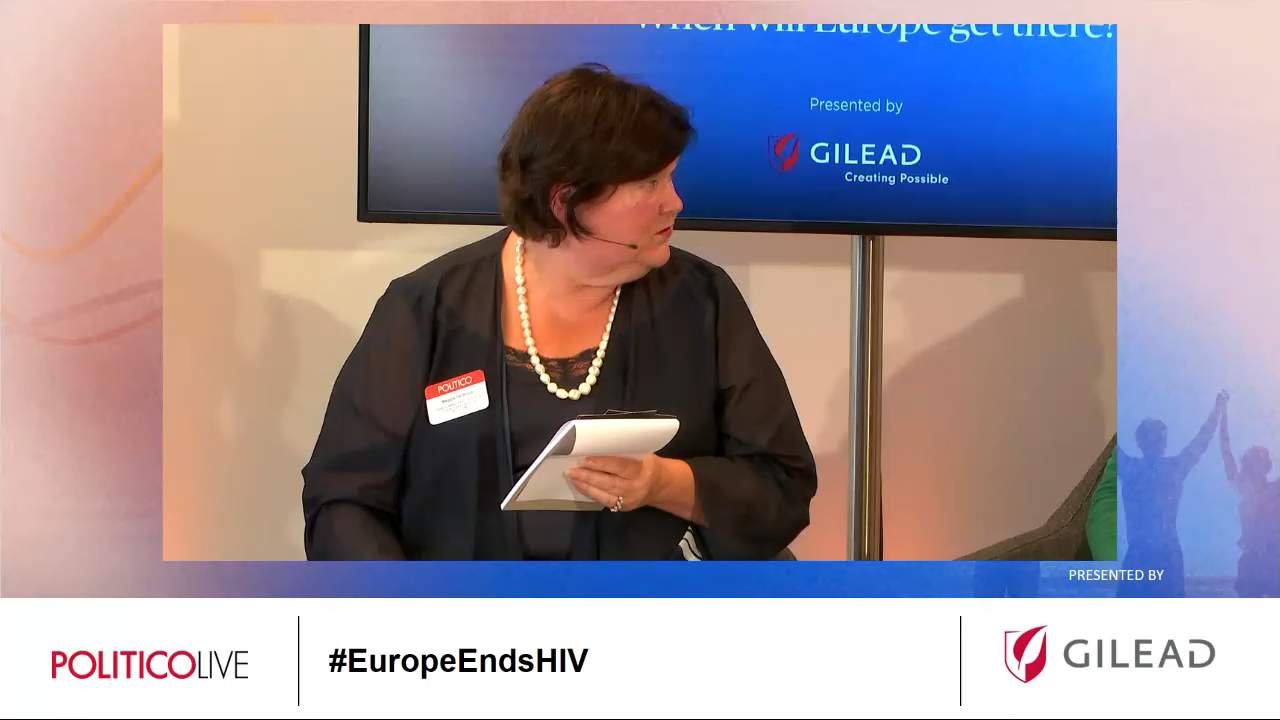 When will Europe get there?
Presented by
GILEAD
Creating Possible
POLITICO
PRESENTED BY
POLITICOLIVE
#EuropeEndsHIV
GILEAD